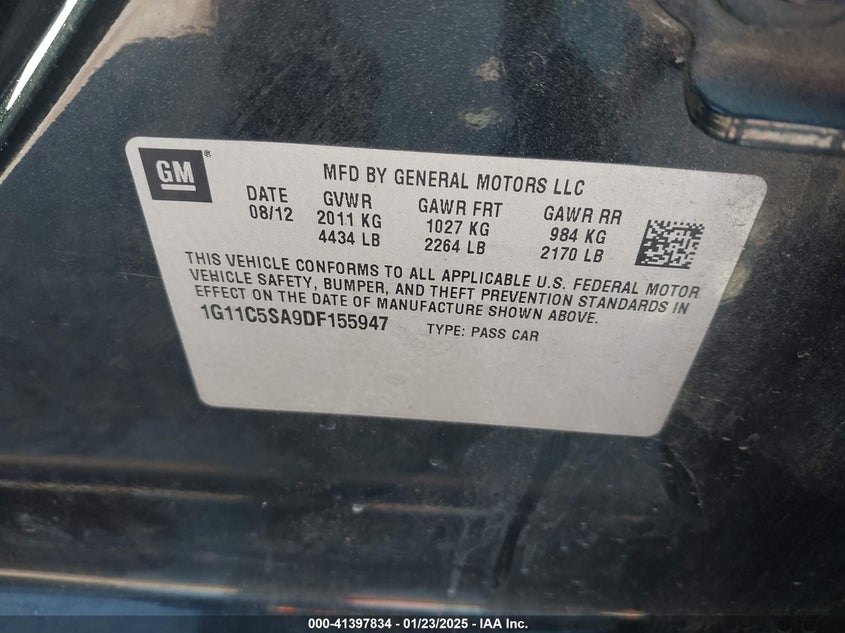 GM
MFD BY GENERAL MOTORS LLC
DATE GVWR GAWR FRT GAWR RR
08/12 2011 KG 1027 KG 984 KG
4434 LB 2264 LB 2170 LB
THIS VEHICLE CONFORMS TO ALL APPLICABLE U.S. FEDERAL MOTOR
VEHICLE SAFETY, BUMPER, AND THEFT PREVENTION STANDARDS IN
EFFECT ON THE DATE OF MANUFACTURE SHOWN ABOVE.
1G11C5SA9DF155947 TYPE: PASS CAR
000-41397834 - 01/23/2025 - IAA Inc.